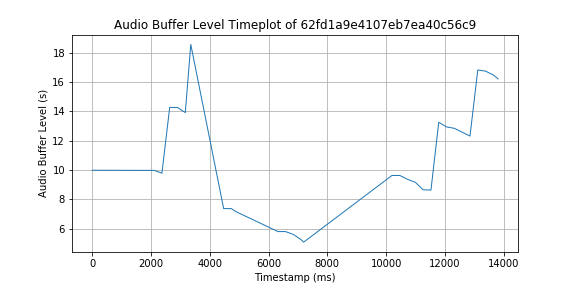 Audio Buffer Level Timeplot of 62fd1a9e4107eb7ea40c56c9
18
16
14
12
10
8
6
Audio Buffer Level (s)
0 2000 4000 6000 8000 10000 12000 14000
Timestamp (ms)